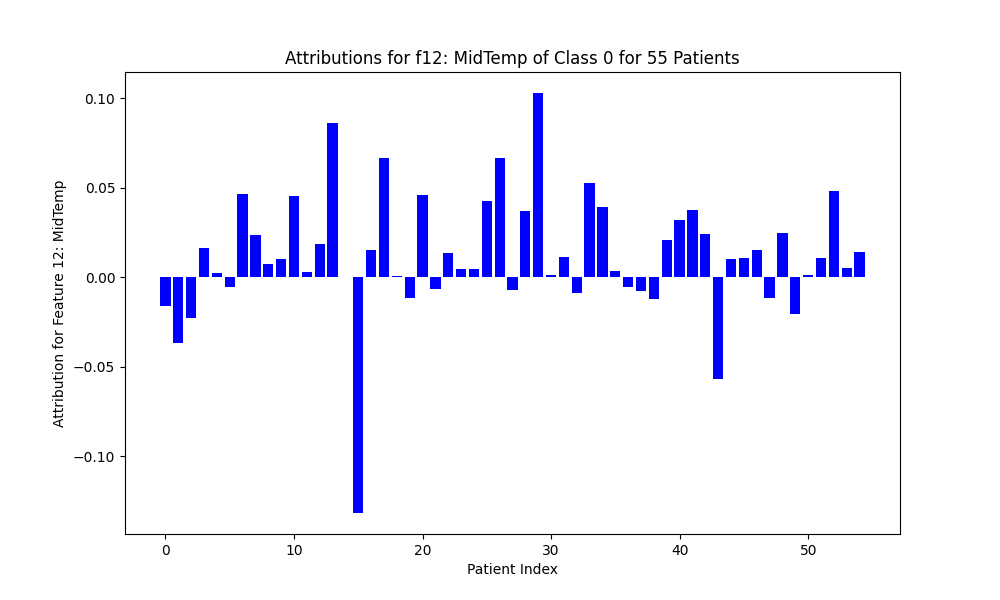 Attributions for f12: MidTemp of Class 0 for 55 Patients
Attribution for Feature 12: MidTemp
0.10
0.05
0.00
−0.05
−0.10
0 10 20 30 40 50
Patient Index